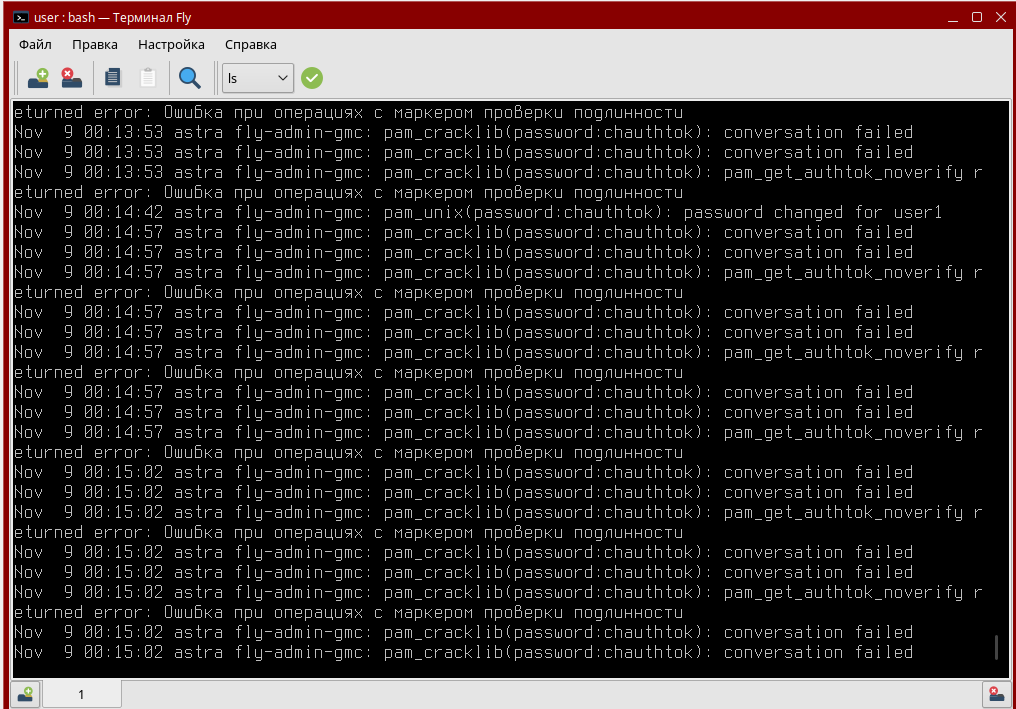 user : bash — Терминал Fly
Файл Правка Настройка Справка
ls
eturned error: Ошибка при операциях с маркером проверки подлинности
Nov  9 00:13:53 astra fly-admin-gmc: pam_cracklib(password:chauthtok): conversation failed
Nov  9 00:13:53 astra fly-admin-gmc: pam_cracklib(password:chauthtok): conversation failed
Nov  9 00:13:53 astra fly-admin-gmc: pam_cracklib(password:chauthtok): pam_get_authtok_noverify r
eturned error: Ошибка при операциях с маркером проверки подлинности
Nov  9 00:14:42 astra fly-admin-gmc: pam_unix(password:chauthtok): password changed for user1
Nov  9 00:14:57 astra fly-admin-gmc: pam_cracklib(password:chauthtok): conversation failed
Nov  9 00:14:57 astra fly-admin-gmc: pam_cracklib(password:chauthtok): conversation failed
Nov  9 00:14:57 astra fly-admin-gmc: pam_cracklib(password:chauthtok): pam_get_authtok_noverify r
eturned error: Ошибка при операциях с маркером проверки подлинности
Nov  9 00:14:57 astra fly-admin-gmc: pam_cracklib(password:chauthtok): conversation failed
Nov  9 00:14:57 astra fly-admin-gmc: pam_cracklib(password:chauthtok): conversation failed
Nov  9 00:14:57 astra fly-admin-gmc: pam_cracklib(password:chauthtok): pam_get_authtok_noverify r
eturned error: Ошибка при операциях с маркером проверки подлинности
Nov  9 00:14:57 astra fly-admin-gmc: pam_cracklib(password:chauthtok): conversation failed
Nov  9 00:14:57 astra fly-admin-gmc: pam_cracklib(password:chauthtok): conversation failed
Nov  9 00:14:57 astra fly-admin-gmc: pam_cracklib(password:chauthtok): pam_get_authtok_noverify r
eturned error: Ошибка при операциях с маркером проверки подлинности
Nov  9 00:15:02 astra fly-admin-gmc: pam_cracklib(password:chauthtok): conversation failed
Nov  9 00:15:02 astra fly-admin-gmc: pam_cracklib(password:chauthtok): conversation failed
Nov  9 00:15:02 astra fly-admin-gmc: pam_cracklib(password:chauthtok): pam_get_authtok_noverify r
eturned error: Ошибка при операциях с маркером проверки подлинности
Nov  9 00:15:02 astra fly-admin-gmc: pam_cracklib(password:chauthtok): conversation failed
Nov  9 00:15:02 astra fly-admin-gmc: pam_cracklib(password:chauthtok): conversation failed
Nov  9 00:15:02 astra fly-admin-gmc: pam_cracklib(password:chauthtok): pam_get_authtok_noverify r
eturned error: Ошибка при операциях с маркером проверки подлинности
Nov  9 00:15:02 astra fly-admin-gmc: pam_cracklib(password:chauthtok): conversation failed
Nov  9 00:15:02 astra fly-admin-gmc: pam_cracklib(password:chauthtok): conversation failed
1